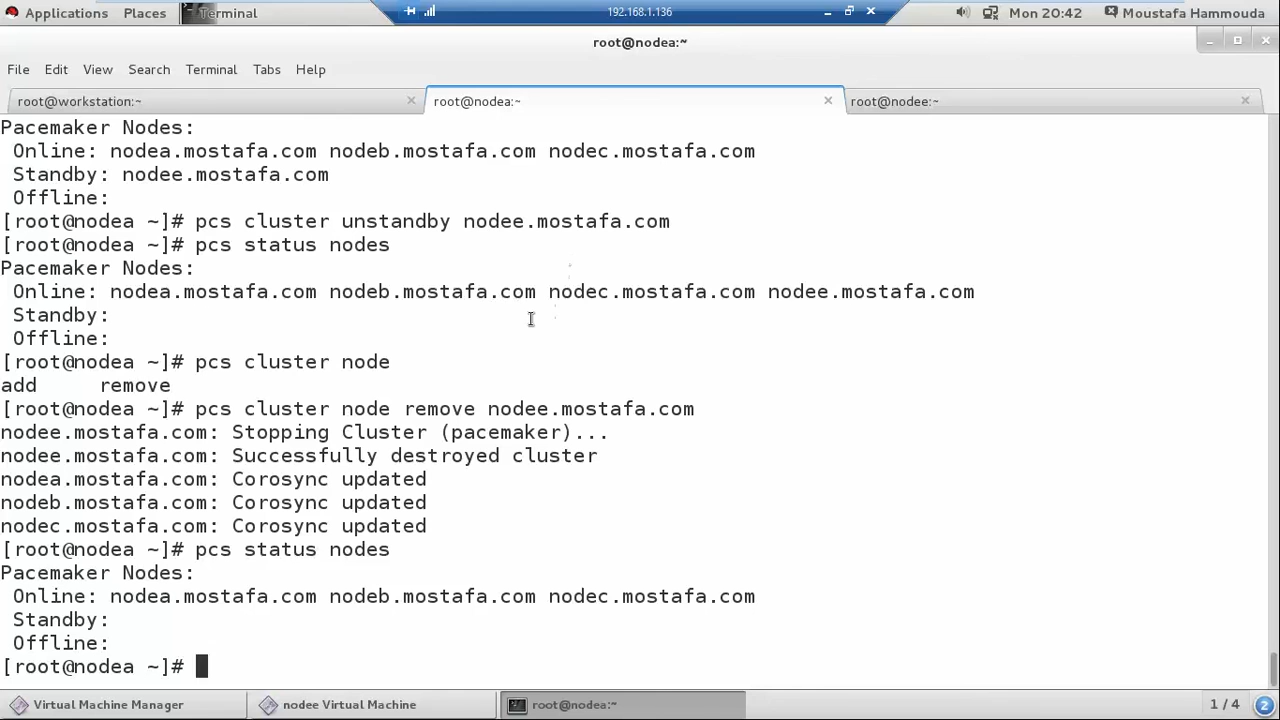 Applications Places Terminal 192.168.1.136 Mon 20:42 Moustafa Hammouda
root@nodea:~
File Edit View Search Terminal Tabs Help
root@workstation:~ root@nodea:~ root@nodee:~
Pacemaker Nodes:
 Online: nodea.mostafa.com nodeb.mostafa.com nodec.mostafa.com
 Standby: nodee.mostafa.com
 Offline:
[root@nodea ~]# pcs cluster unstandby nodee.mostafa.com
[root@nodea ~]# pcs status nodes
Pacemaker Nodes:
 Online: nodea.mostafa.com nodeb.mostafa.com nodec.mostafa.com nodee.mostafa.com
 Standby:
 Offline:
[root@nodea ~]# pcs cluster node
add     remove
[root@nodea ~]# pcs cluster node remove nodee.mostafa.com
nodee.mostafa.com: Stopping Cluster (pacemaker)...
nodee.mostafa.com: Successfully destroyed cluster
nodea.mostafa.com: Corosync updated
nodeb.mostafa.com: Corosync updated
nodec.mostafa.com: Corosync updated
[root@nodea ~]# pcs status nodes
Pacemaker Nodes:
 Online: nodea.mostafa.com nodeb.mostafa.com nodec.mostafa.com
 Standby:
 Offline:
[root@nodea ~]#
Virtual Machine Manager nodee Virtual Machine root@nodea:~ 1 / 4 2